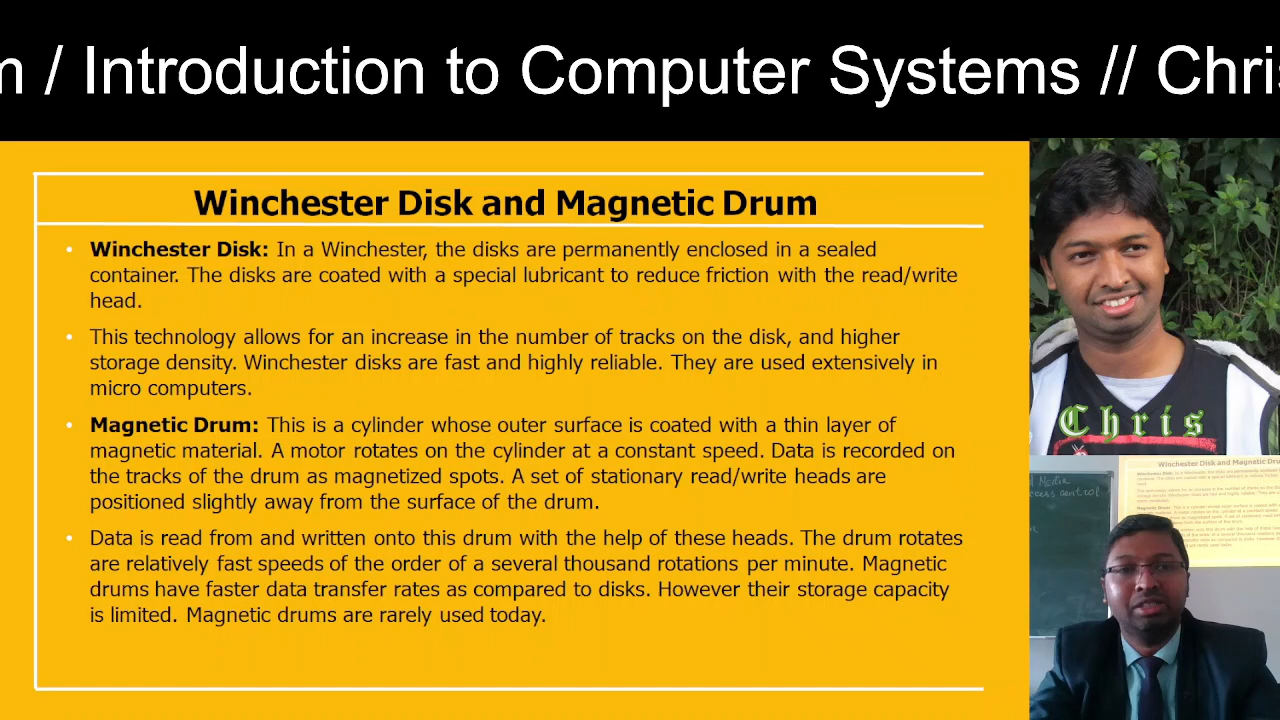 / Introduction to Computer Systems //
Winchester Disk and Magnetic Drum
• Winchester Disk: In a Winchester, the disks are permanently enclosed in a sealed
container. The disks are coated with a special lubricant to reduce friction with the read/write
head.
• This technology allows for an increase in the number of tracks on the disk, and higher
storage density. Winchester disks are fast and highly reliable. They are used extensively in
micro computers.
• Magnetic Drum: This is a cylinder whose outer surface is coated with a thin layer of
magnetic material. A motor rotates on the cylinder at a constant speed. Data is recorded on
the tracks of the drum as magnetized spots. A set of stationary read/write heads are
positioned slightly away from the surface of the drum.
• Data is read from and written onto this drum with the help of these heads. The drum rotates
are relatively fast speeds of the order of a several thousand rotations per minute. Magnetic
drums have faster data transfer rates as compared to disks. However their storage capacity
is limited. Magnetic drums are rarely used today.
Chris
Winchester Disk and Magnetic
Media
control